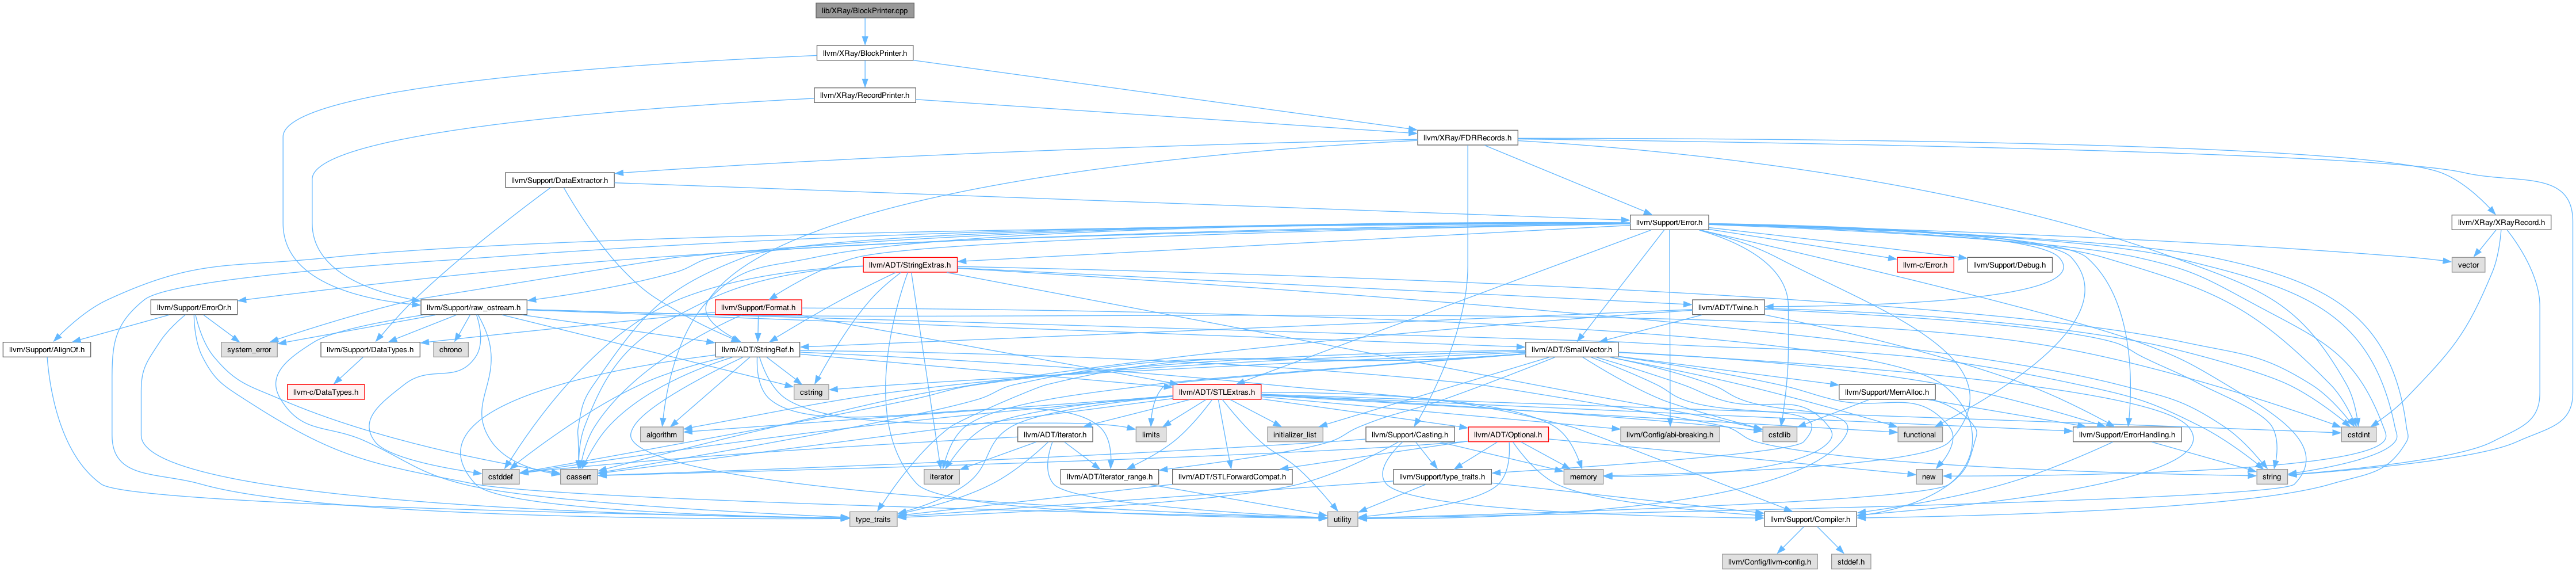 lib/XRay/BlockPrinter.cpp
llvm/XRay/BlockPrinter.h
llvm/XRay/RecordPrinter.h
llvm/XRay/FDRRecords.h
llvm/Support/DataExtractor.h
llvm/Support/Error.h
llvm/XRay/XRayRecord.h
llvm/ADT/StringExtras.h
llvm-c/Error.h
llvm/Support/Debug.h
vector
llvm/Support/ErrorOr.h
llvm/Support/raw_ostream.h
llvm/Support/Format.h
llvm/ADT/Twine.h
llvm/Support/AlignOf.h
system_error
llvm/Support/DataTypes.h
chrono
llvm/ADT/StringRef.h
llvm/ADT/SmallVector.h
llvm-c/DataTypes.h
cstring
llvm/ADT/STLExtras.h
llvm/Support/MemAlloc.h
algorithm
llvm/ADT/iterator.h
limits
initializer_list
llvm/Support/Casting.h
llvm/ADT/Optional.h
llvm/Config/abi-breaking.h
cstdlib
functional
llvm/Support/ErrorHandling.h
cstdint
cstddef
cassert
iterator
llvm/ADT/iterator_range.h
llvm/ADT/STLForwardCompat.h
llvm/Support/type_traits.h
memory
new
string
type_traits
utility
llvm/Support/Compiler.h
llvm/Config/llvm-config.h
stddef.h